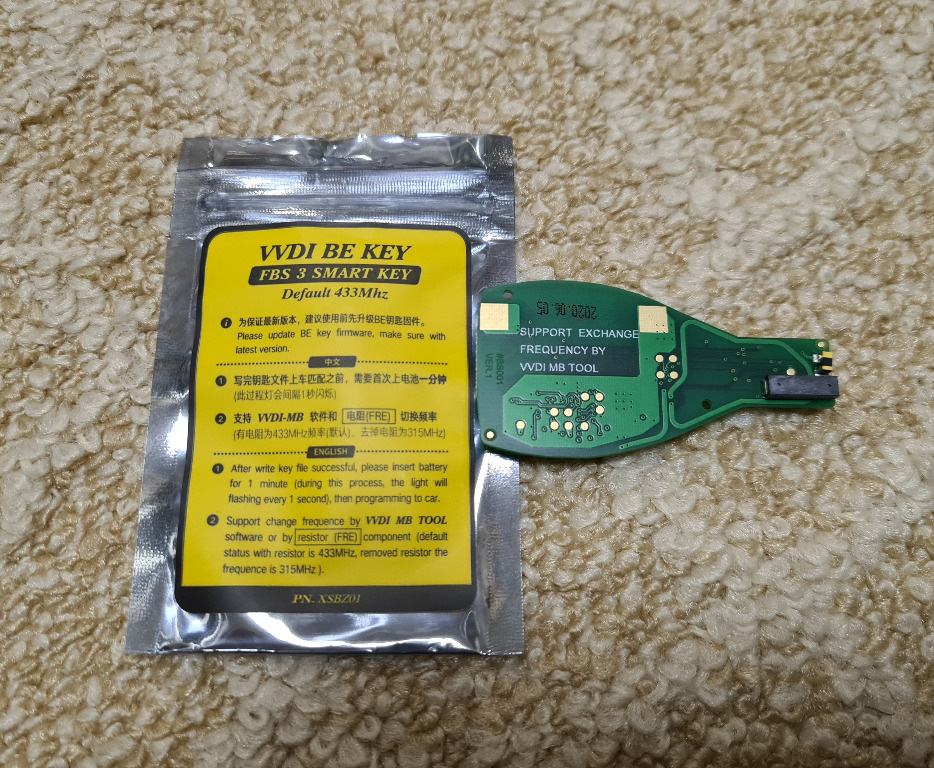 VVDI BE KEY
FBS 3 SMART KEY
Default 433Mhz
i 为保证最新版本，建议使用前先升级BE钥匙固件。
Please update BE key firmware, make sure with
latest version.
中文
1 写完钥匙文件上车匹配之前，需要首次上电池一分钟
(此过程灯会间隔1秒闪烁)
2 支持 VVDI-MB 软件和 电阻(FRE) 切换频率
(有电阻为433MHz频率(默认)，去掉电阻为315MHz)
ENGLISH
1 After write key file successful, please insert battery
for 1 minute (during this process, the light will
flashing every 1 second), then programming to car.
2 Support change frequence by VVDI MB TOOL
software or by resistor (FRE) component (default
status with resistor is 433MHz, removed resistor the
frequence is 315MHz ).
PN. XSBZ01
2020.06.05
SUPPORT EXCHANGE
FREQUENCY BY
VVDI MB TOOL
VER.1